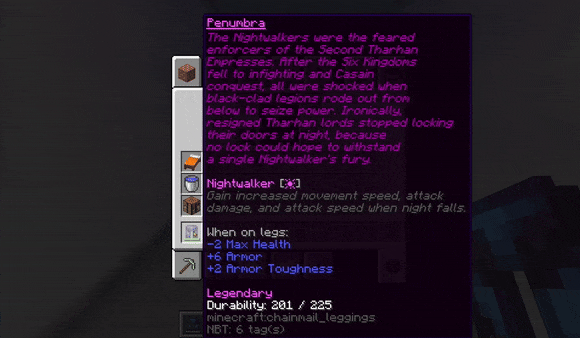 Penumbra
The Nightwalkers were the feared
enforcers of the Second Tharhan
Empresses. After the Six Kingdoms
fell to infighting and Casain
conquest, all were shocked when
black-clad legions rode out from
below to seize power. Ironically,
resigned Tharhan lords stopped locking
their doors at night, because
no lock could hope to withstand
a single Nightwalker's fury.
Nightwalker [☀]
Gain increased movement speed, attack
damage, and attack speed when night falls.
When on legs:
-2 Max Health
+6 Armor
+2 Armor Toughness
Legendary
Durability: 201 / 225
minecraft:chainmail_leggings
NBT: 6 tag(s)